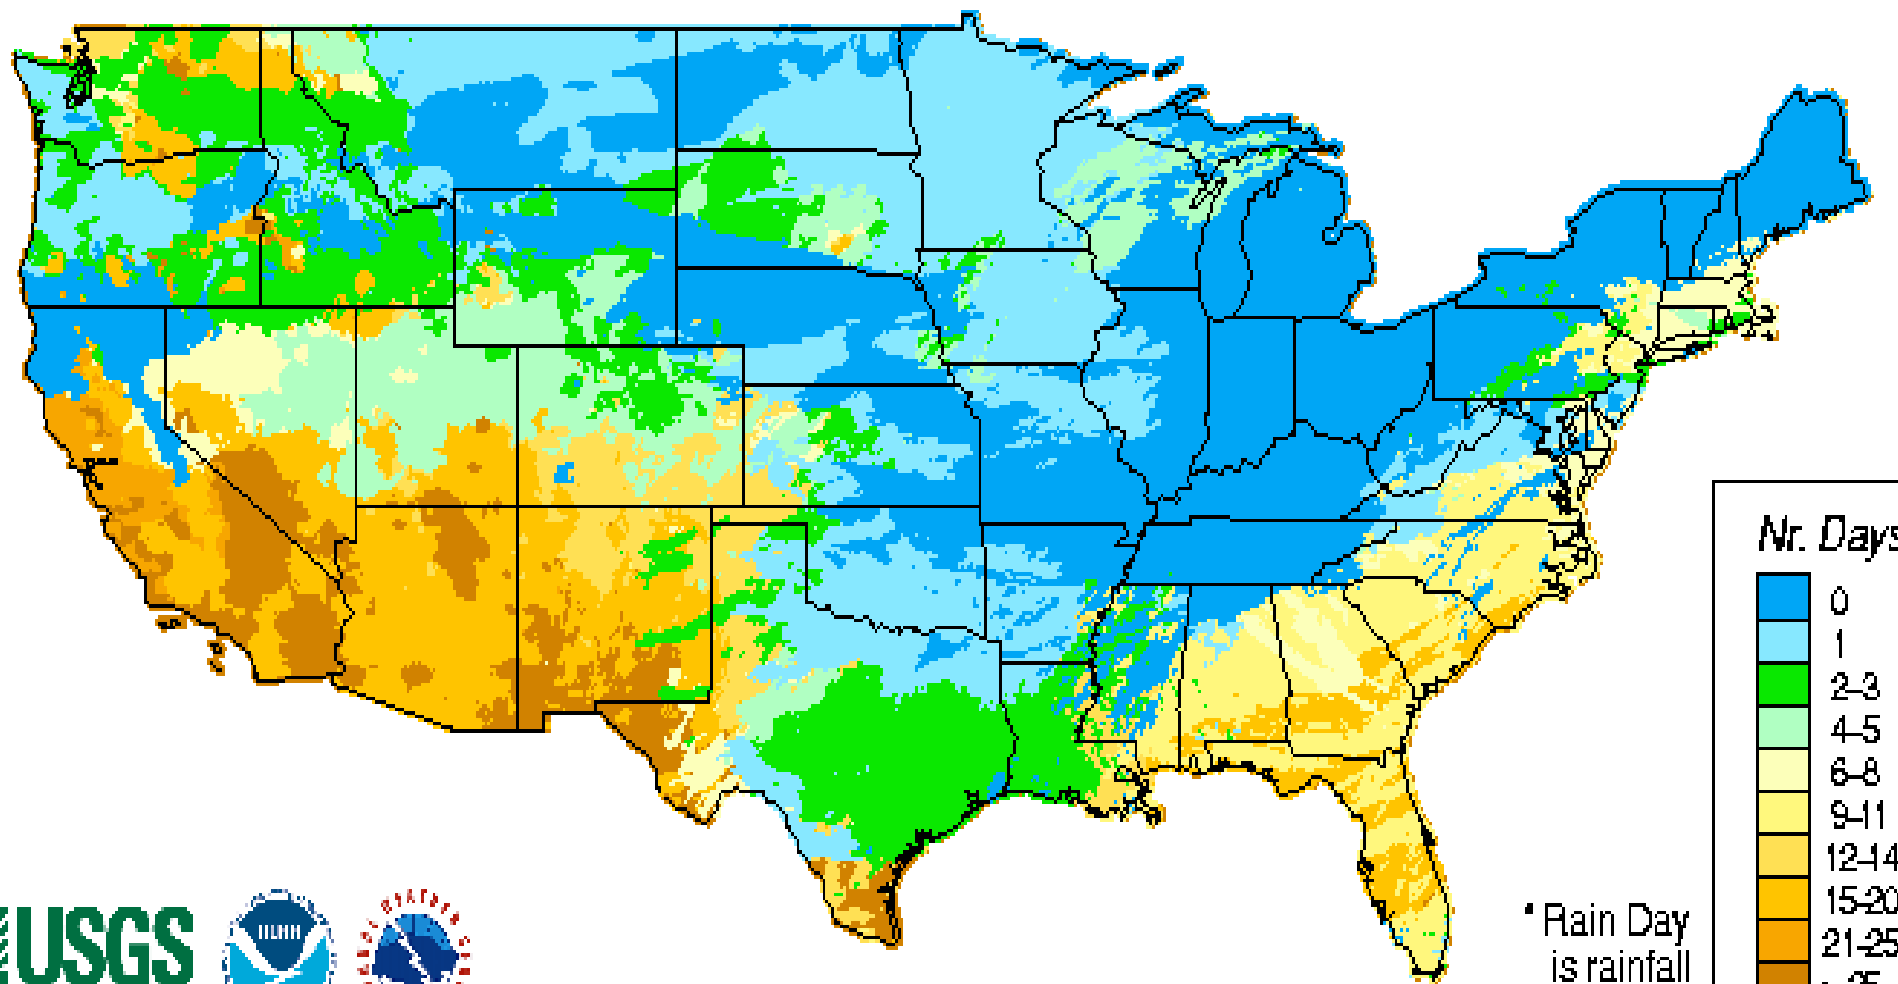 Nr. Days
0
1
2-3
4-5
6-8
9-11
12-14
15-20
21-25
* Rain Day
is rainfall
USGS